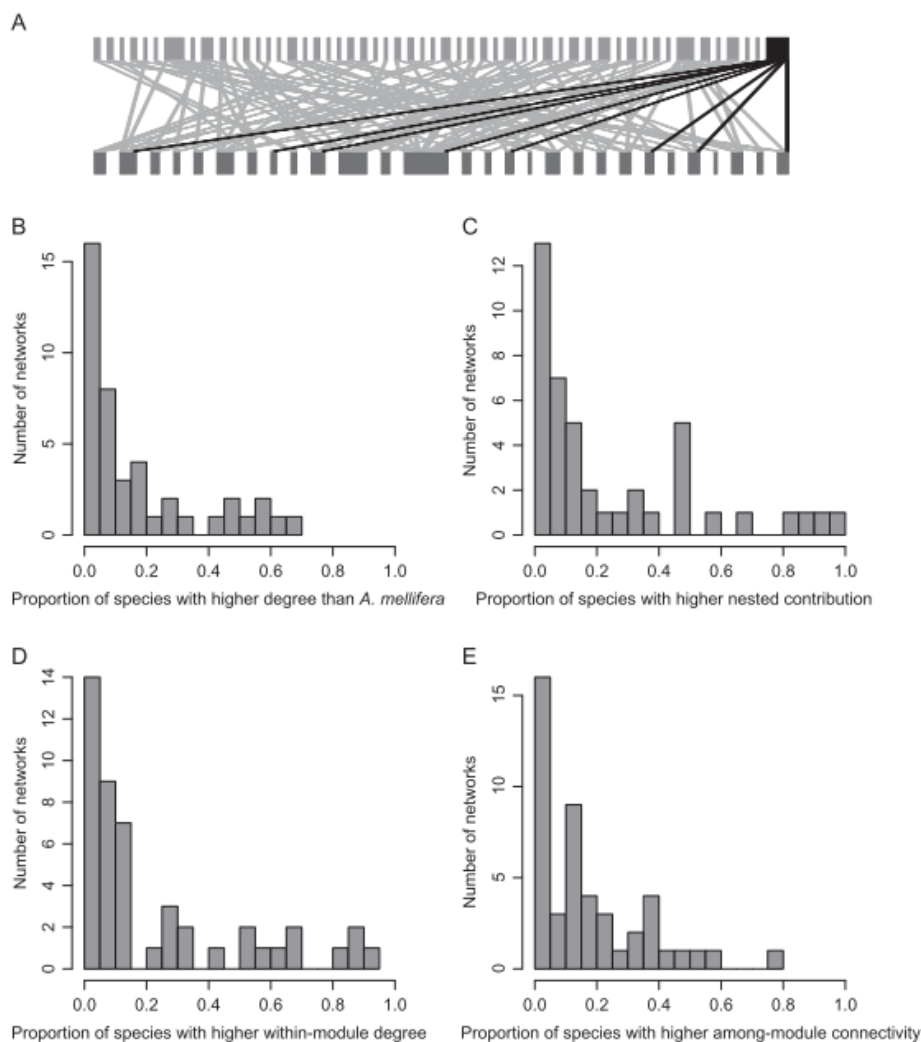 A
B
C
Number of networks
15
10
5
0
0.0 0.2 0.4 0.6 0.8 1.0
Proportion of species with higher degree than A. mellifera
Number of networks
12
10
8
6
4
2
0
0.0 0.2 0.4 0.6 0.8 1.0
Proportion of species with higher nested contribution
D
E
Number of networks
14
12
10
8
6
4
2
0
0.0 0.2 0.4 0.6 0.8 1.0
Proportion of species with higher within-module degree
Number of networks
15
10
5
0
0.0 0.2 0.4 0.6 0.8 1.0
Proportion of species with higher among-module connectivity